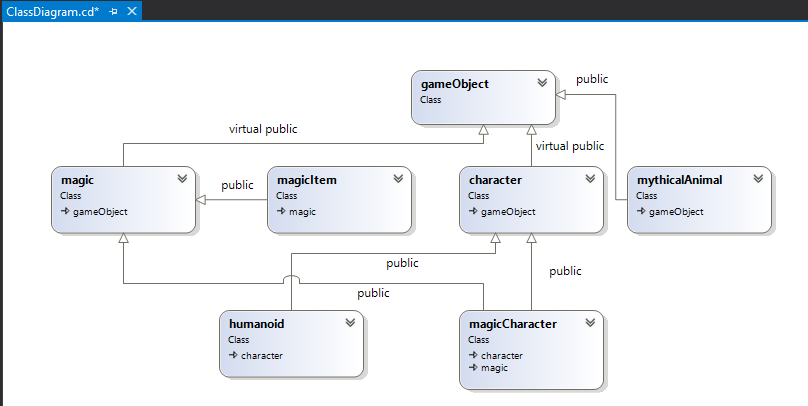 ClassDiagram.cd*
gameObject
Class
public
virtual public
virtual public
magic
Class
gameObject
public
magicItem
Class
magic
character
Class
gameObject
mythicalAnimal
Class
gameObject
public
public
public
humanoid
Class
character
magicCharacter
Class
character
magic